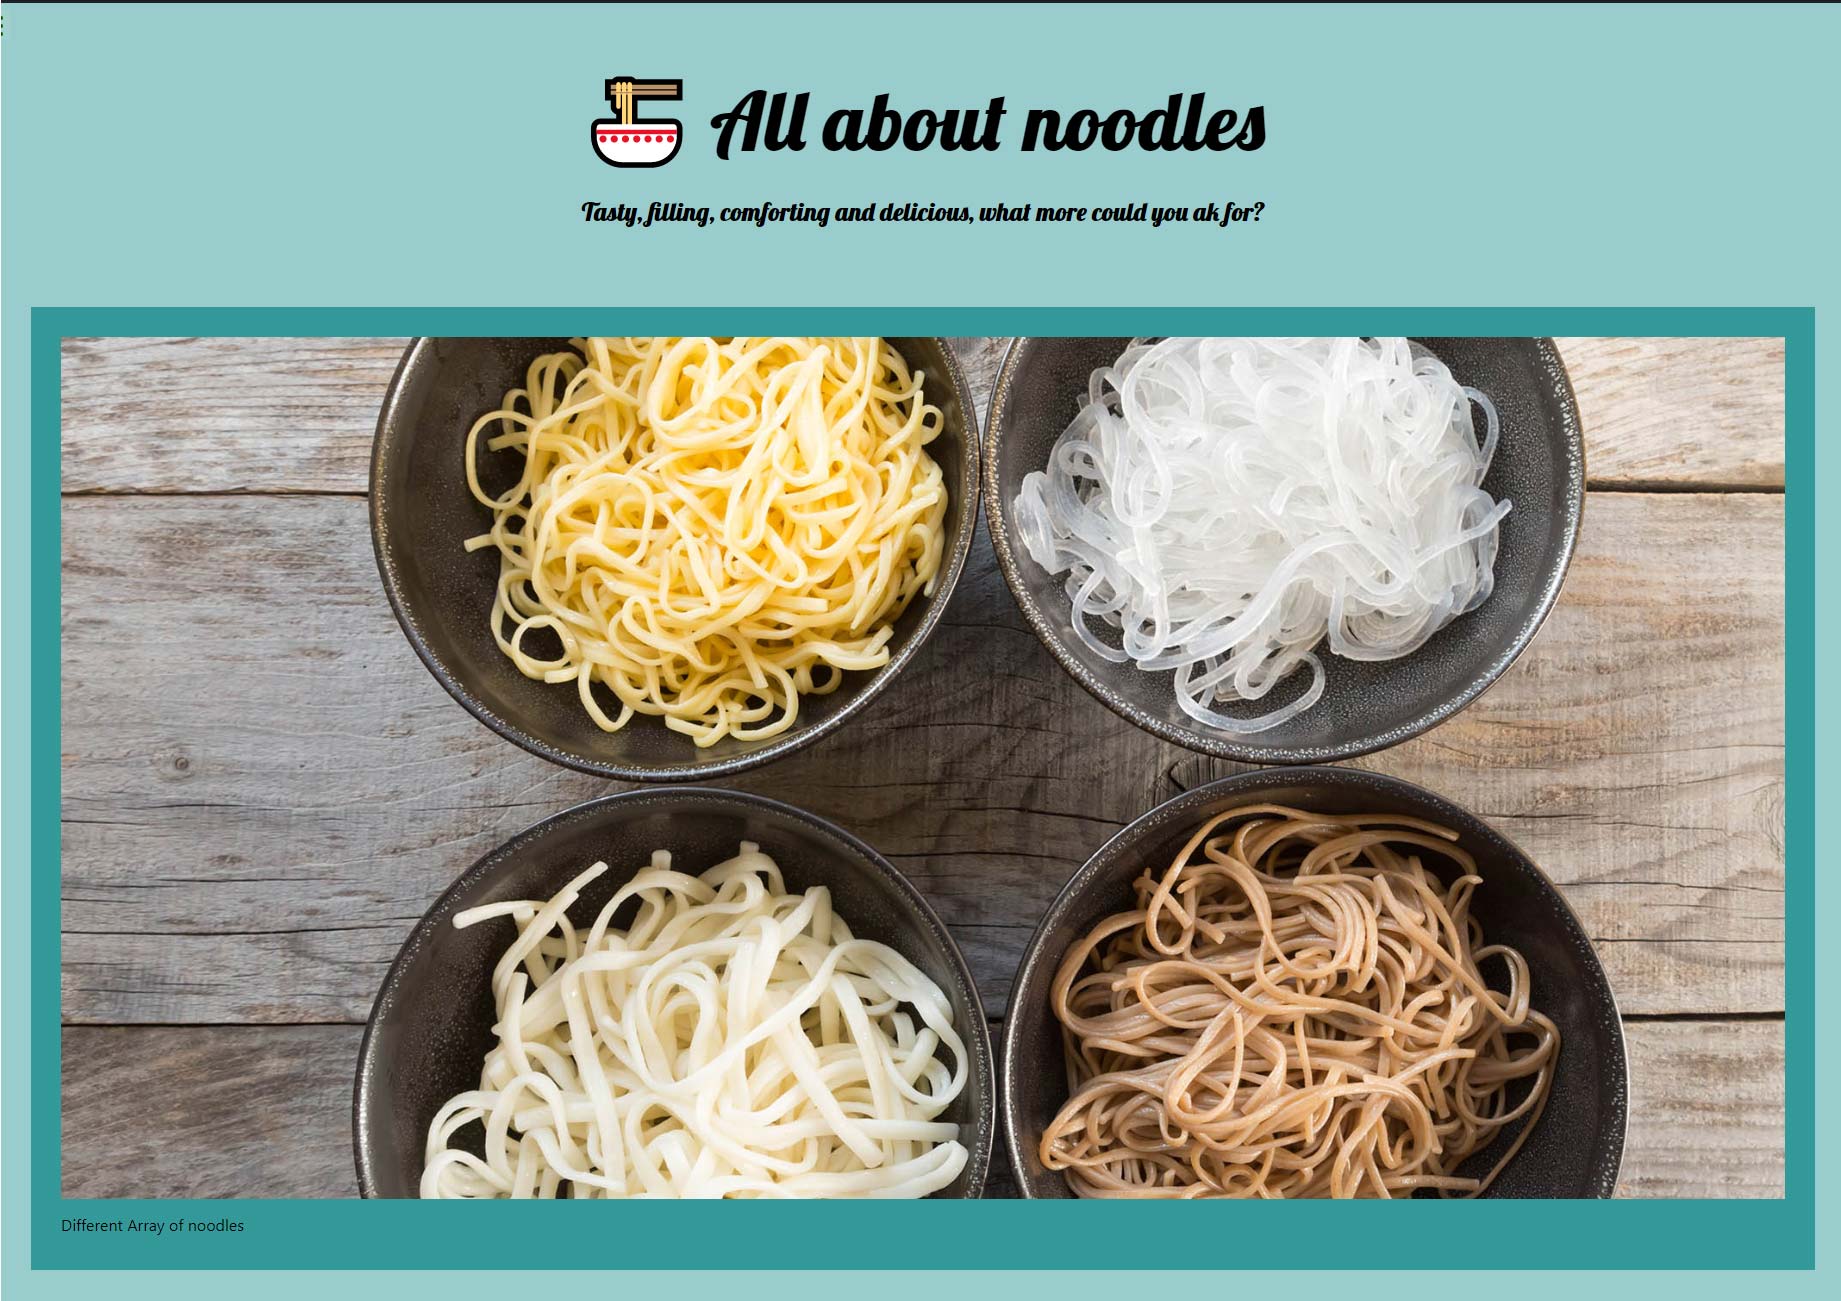 All about noodles
Tasty, filling, comforting and delicious, what more could you ak for?
Different Array of noodles